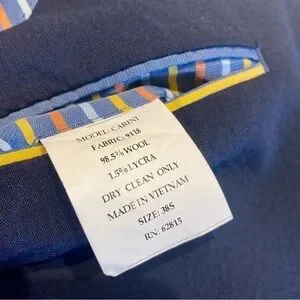 MODEL: CARINI
FABRIC: 9118
98.5% WOOL
1.5% LYCRA
DRY CLEAN ONLY
MADE IN VIETNAM
SIZE: 38S
RN: 62815